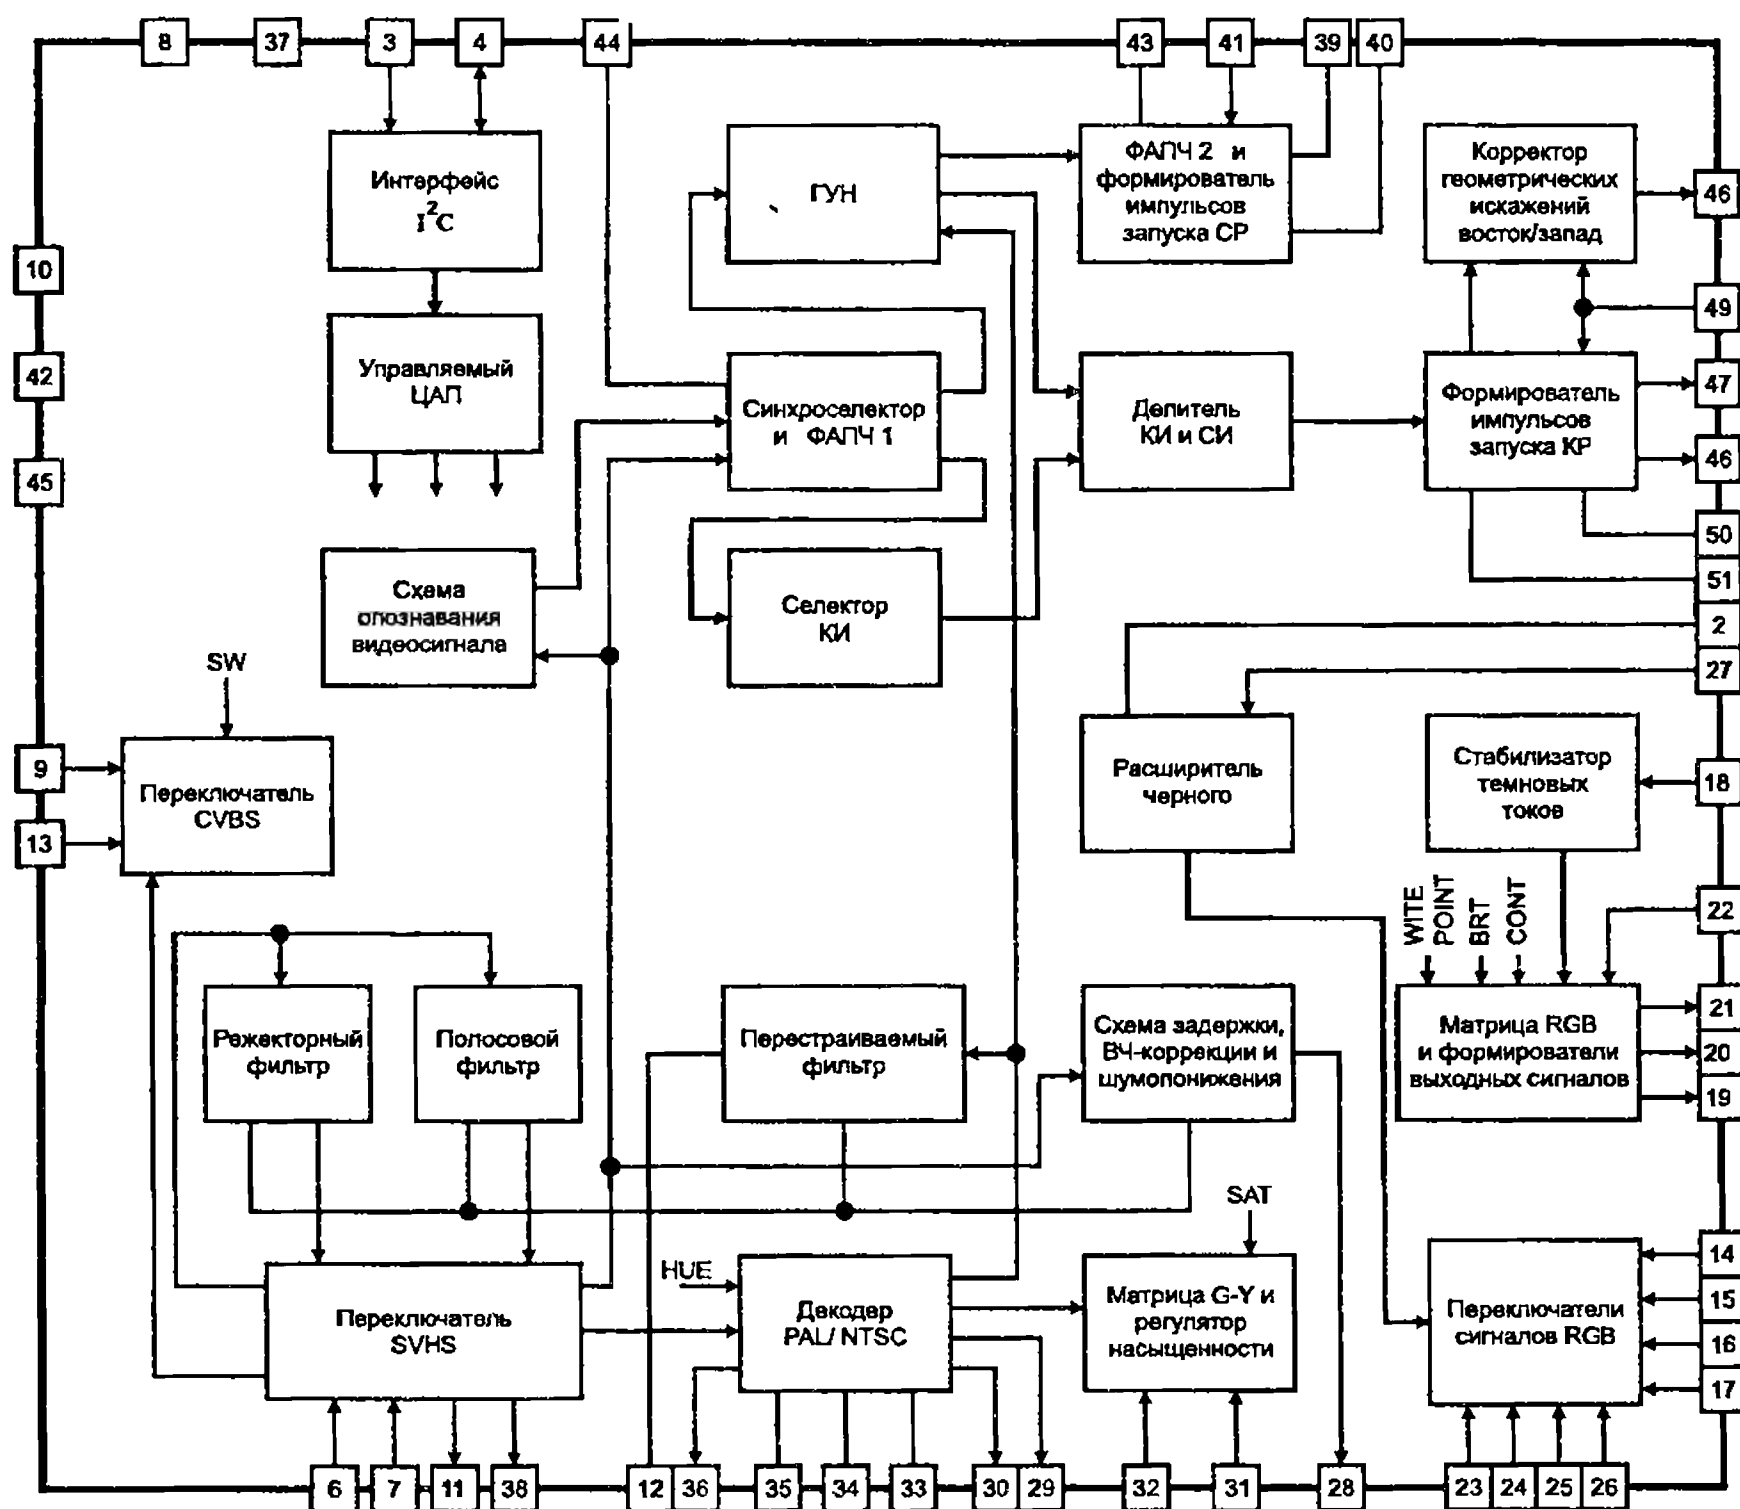 8
37
3
4
44
43
41
39
40
Интерфейс
I²C
ГУН
ФАПЧ 2 и
формирователь
импульсов
запуска СР
Корректор
геометрических
искажений
восток/запад
46
10
49
42
Управляемый
ЦАП
Синхроселектор
и ФАПЧ 1
Делитель
КИ и СИ
Формирователь
импульсов
запуска КР
47
46
45
50
51
Схема
опознавания
видеосигнала
Селектор
КИ
2
27
SW
9
Переключатель
CVBS
13
Расширитель
черного
Стабилизатор
темновых
токов
18
WITE
POINT
BRT
CONT
22
Режекторный
фильтр
Полосовой
фильтр
Перестраиваемый
фильтр
Схема задержки,
ВЧ-коррекции и
шумопонижения
Матрица RGB
и формирователи
выходных сигналов
21
20
19
SAT
HUE
Переключатель
SVHS
Декодер
PAL/ NTSC
Матрица G-Y и
регулятор
насыщенности
Переключатели
сигналов RGB
14
15
16
17
6
7
11
38
12
36
35
34
33
30
29
32
31
28
23
24
25
26